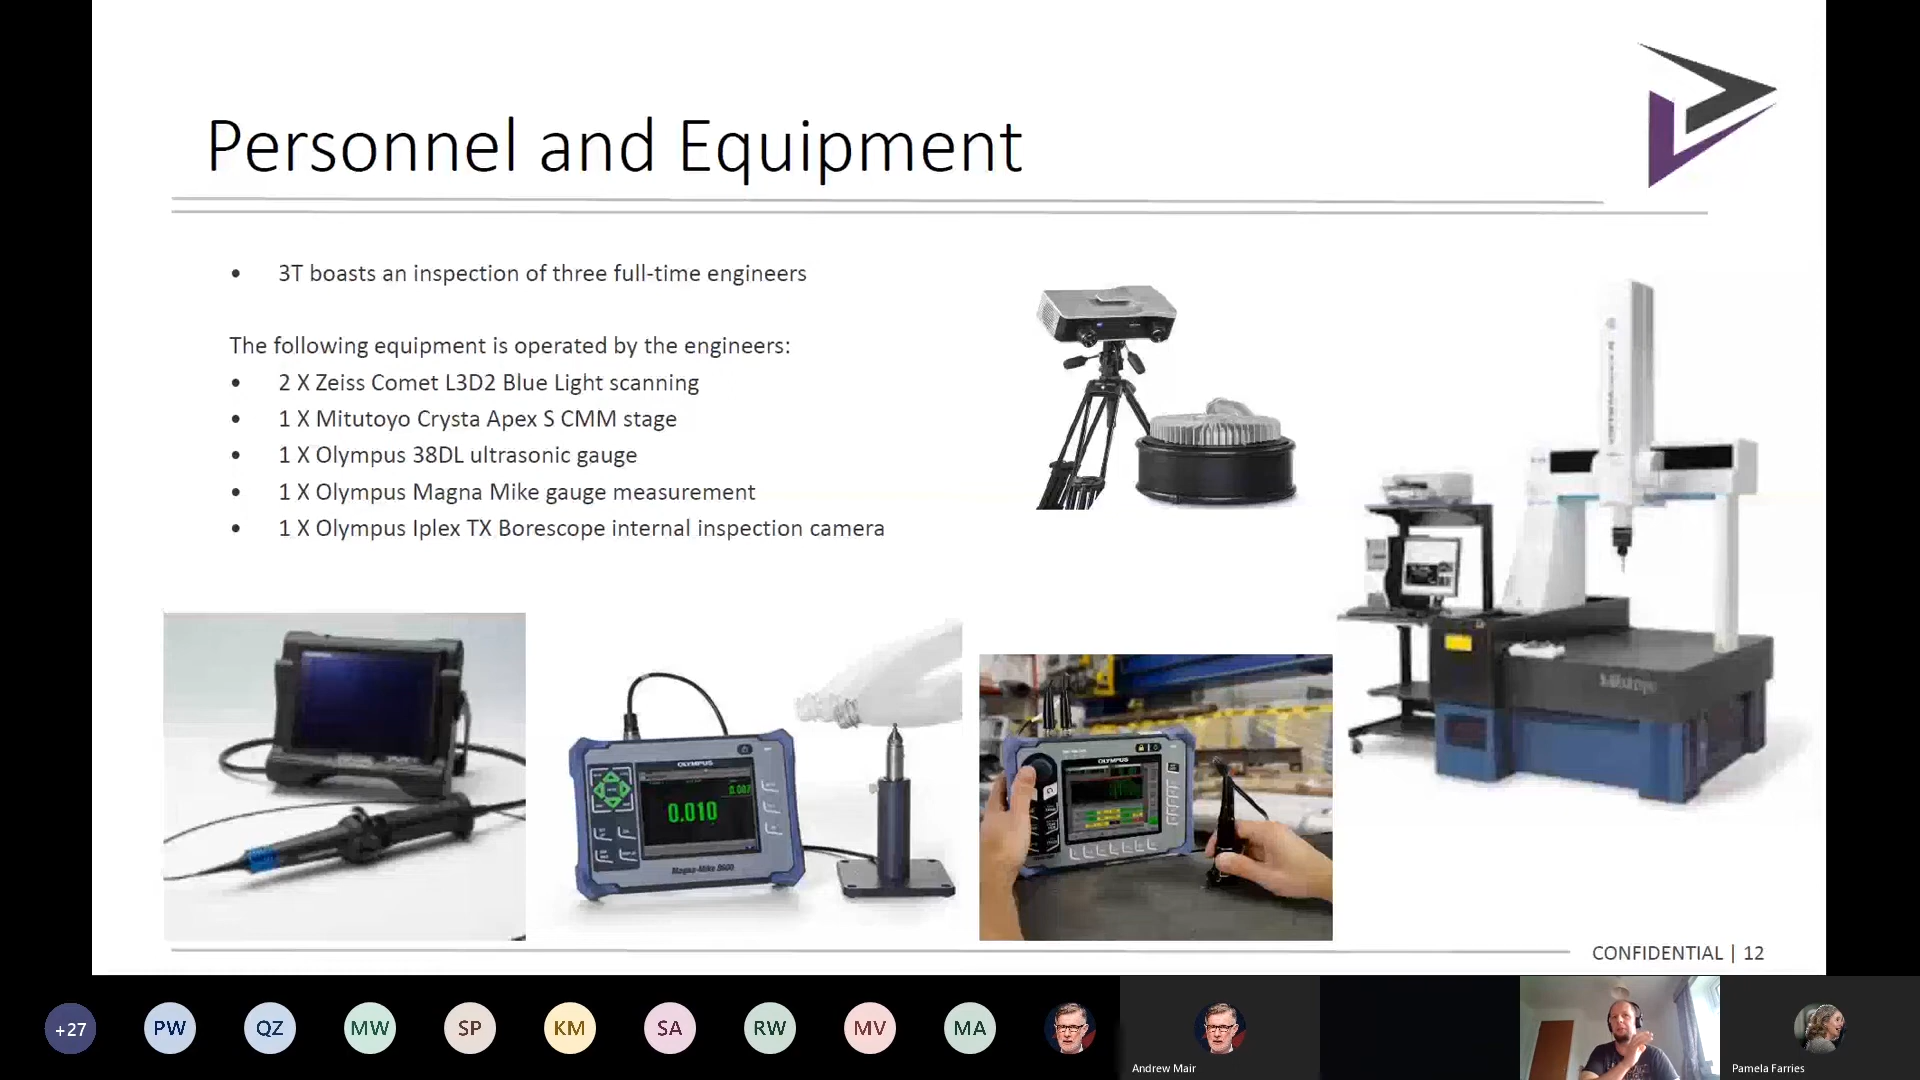 Personnel and Equipment
• 3T boasts an inspection of three full-time engineers
The following equipment is operated by the engineers:
• 2 X Zeiss Comet L3D2 Blue Light scanning
• 1 X Mitutoyo Crysta Apex S CMM stage
• 1 X Olympus 38DL ultrasonic gauge
• 1 X Olympus Magna Mike gauge measurement
• 1 X Olympus Iplex TX Borescope internal inspection camera
OLYMPUS
0.007
0.010
Magna-Mike 8600
OLYMPUS
Mitutoyo
CONFIDENTIAL | 12
+27
PW
QZ
MW
SP
KM
SA
RW
MV
MA
Andrew Mair
Pamela Farries